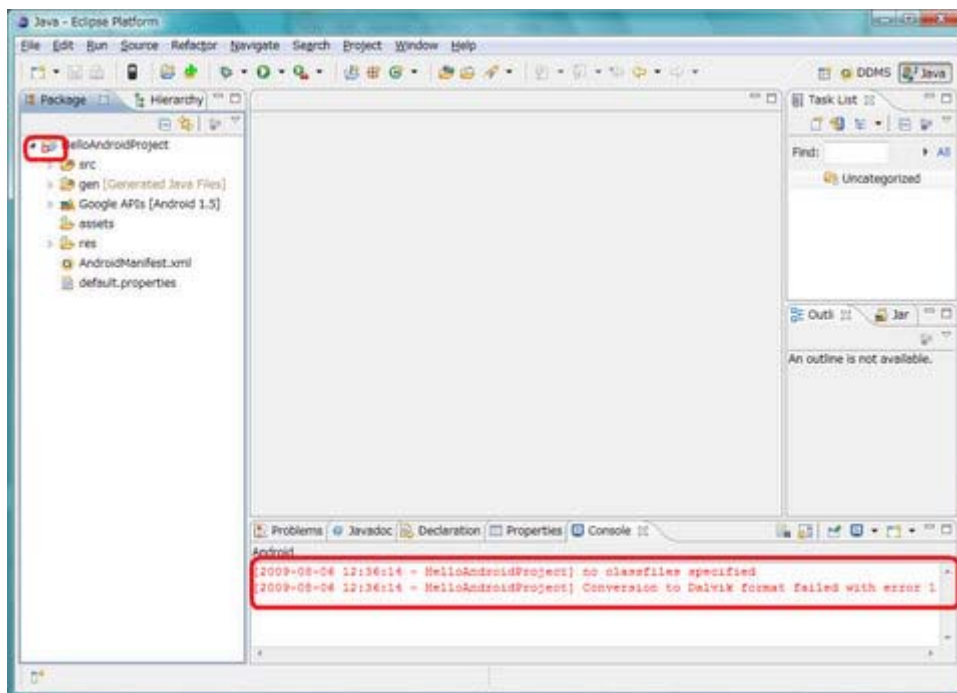 Java - Eclipse Platform
File Edit Run Source Refactor Navigate Search Project Window Help
DDMS Java
Package Hierarchy
HelloAndroidProject
src
gen [Generated Java Files]
Google APIs [Android 1.5]
assets
res
AndroidManifest.xml
default.properties
Task List
Find: All
Uncategorized
Outli Jar
An outline is not available.
Problems Javadoc Declaration Properties Console
Android
[2009-08-06 12:36:14 - HelloAndroidProject] no classfiles specified
[2009-08-06 12:36:14 - HelloAndroidProject] Conversion to Dalvik format failed with error 1